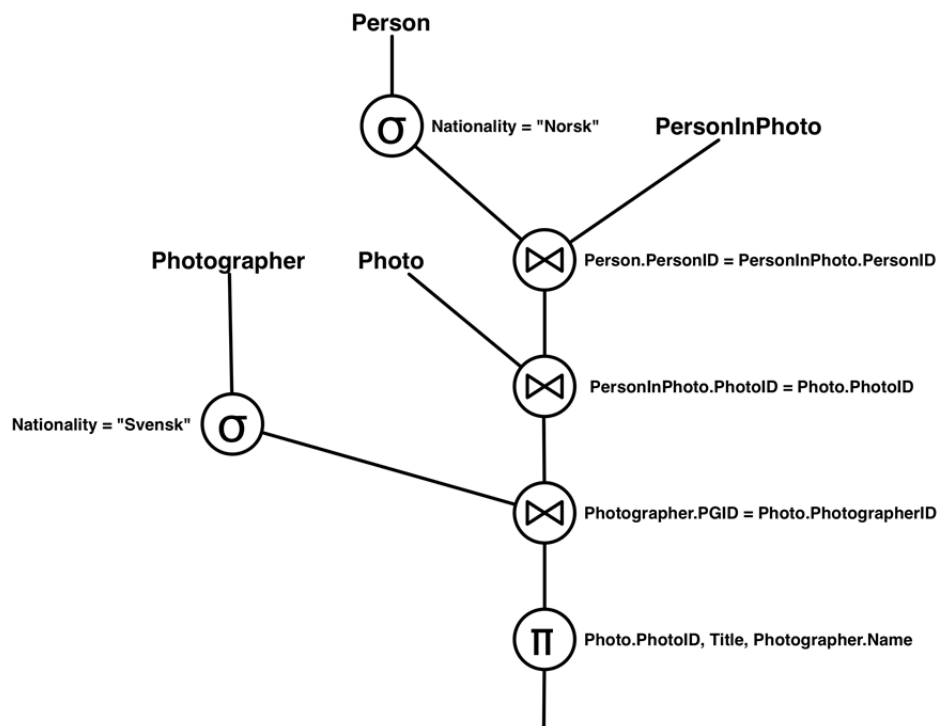 Person
σ Nationality = "Norsk"
PersonInPhoto
⋈ Person.PersonID = PersonInPhoto.PersonID
Photographer
Photo
⋈ PersonInPhoto.PhotoID = Photo.PhotoID
Nationality = "Svensk" σ
⋈ Photographer.PGID = Photo.PhotographerID
π Photo.PhotoID, Title, Photographer.Name